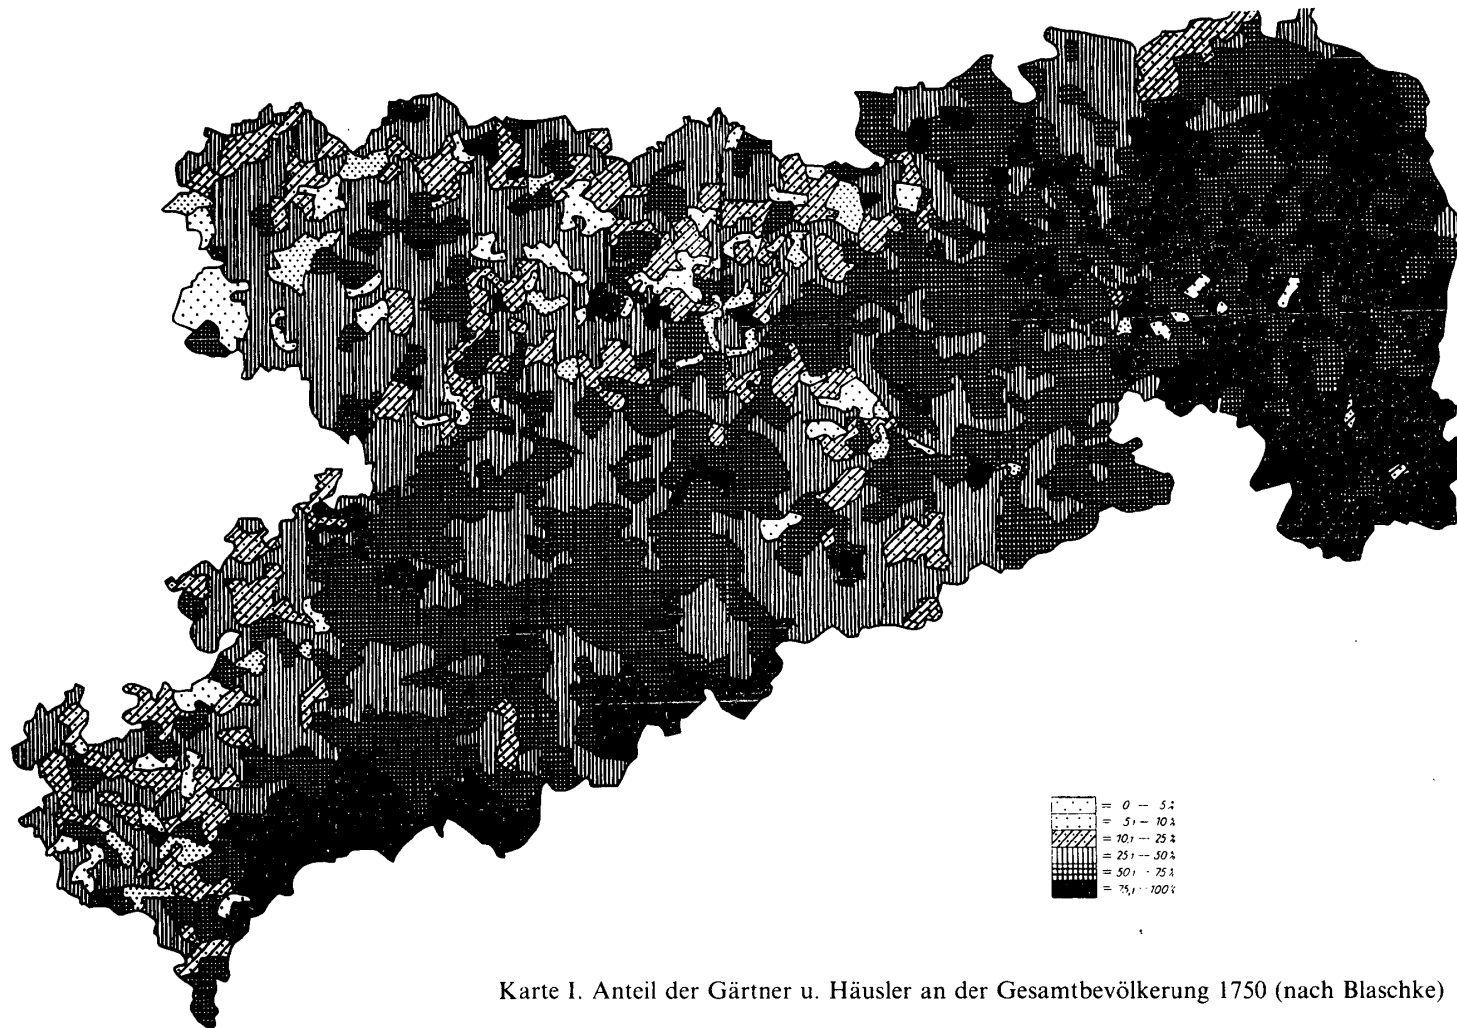 = 0 — 5%
= 5,1 — 10%
= 10,1 — 25%
= 25,1 — 50%
= 50,1 - 75%
= 75,1 - 100%
Karte I. Anteil der Gärtner u. Häusler an der Gesamtbevölkerung 1750 (nach Blaschke)